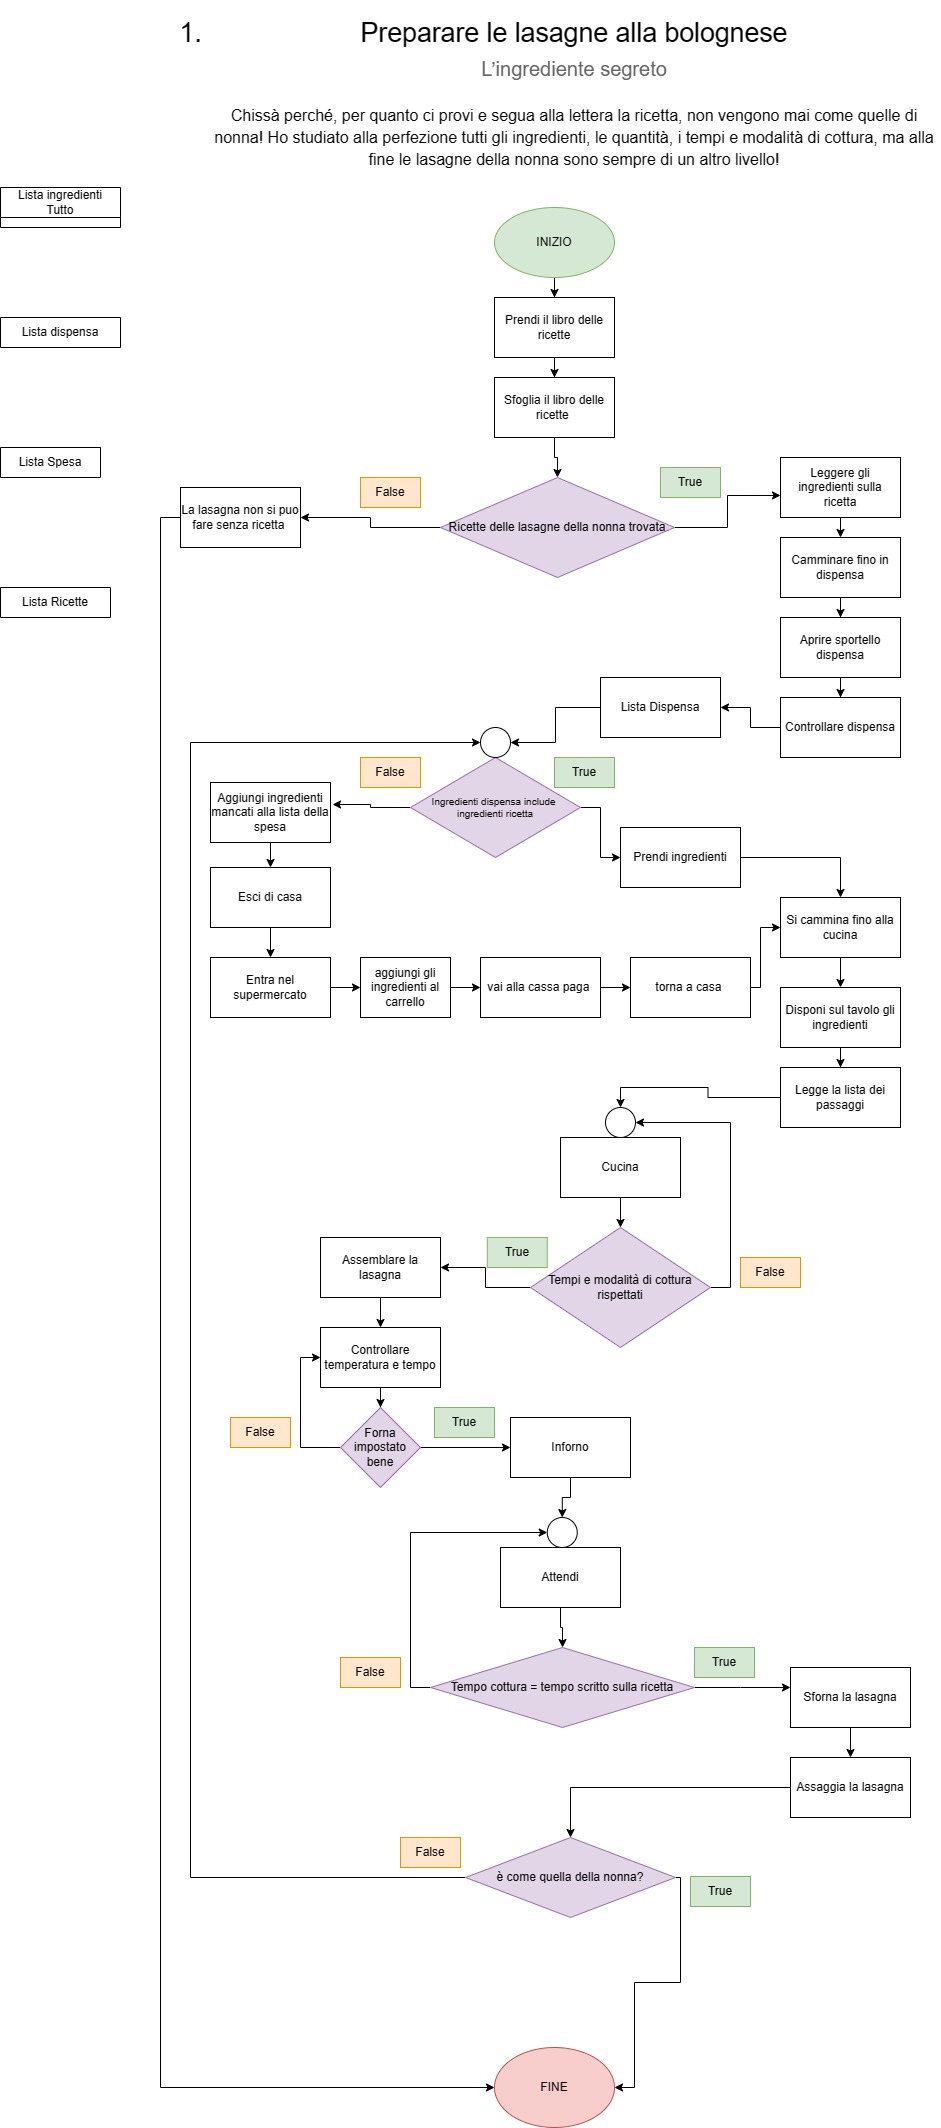 1. Preparare le lasagne alla bolognese
L'ingrediente segreto
Chissà perché, per quanto ci provi e segua alla lettera la ricetta, non vengono mai come quelle di
nonna! Ho studiato alla perfezione tutti gli ingredienti, le quantità, i tempi e modalità di cottura, ma alla
fine le lasagne della nonna sono sempre di un altro livello!
Lista ingredienti
Tutto
INIZIO
Prendi il libro delle
ricette
Lista dispensa
Sfoglia il libro delle
ricette
Lista Spesa
False
True
Leggere gli
ingredienti sulla
ricetta
La lasagna non si puo
fare senza ricetta
Ricette delle lasagne della nonna trovata
Camminare fino in
dispensa
Lista Ricette
Aprire sportello
dispensa
Lista Dispensa
Controllare dispensa
False
True
Aggiungi ingredienti
mancati alla lista della
spesa
Ingredienti dispensa include
ingredienti ricetta
Prendi ingredienti
Esci di casa
Si cammina fino alla
cucina
Entra nel
supermercato
aggiungi gli
ingredienti al
carrello
vai alla cassa paga
torna a casa
Disponi sul tavolo gli
ingredienti
Legge la lista dei
passaggi
Cucina
True
Assemblare la
lasagna
Tempi e modalità di cottura
rispettati
False
Controllare
temperatura e tempo
False
Forna
impostato
bene
True
Inforno
Attendi
False
Tempo cottura = tempo scritto sulla ricetta
True
Sforna la lasagna
Assaggia la lasagna
False
è come quella della nonna?
True
FINE